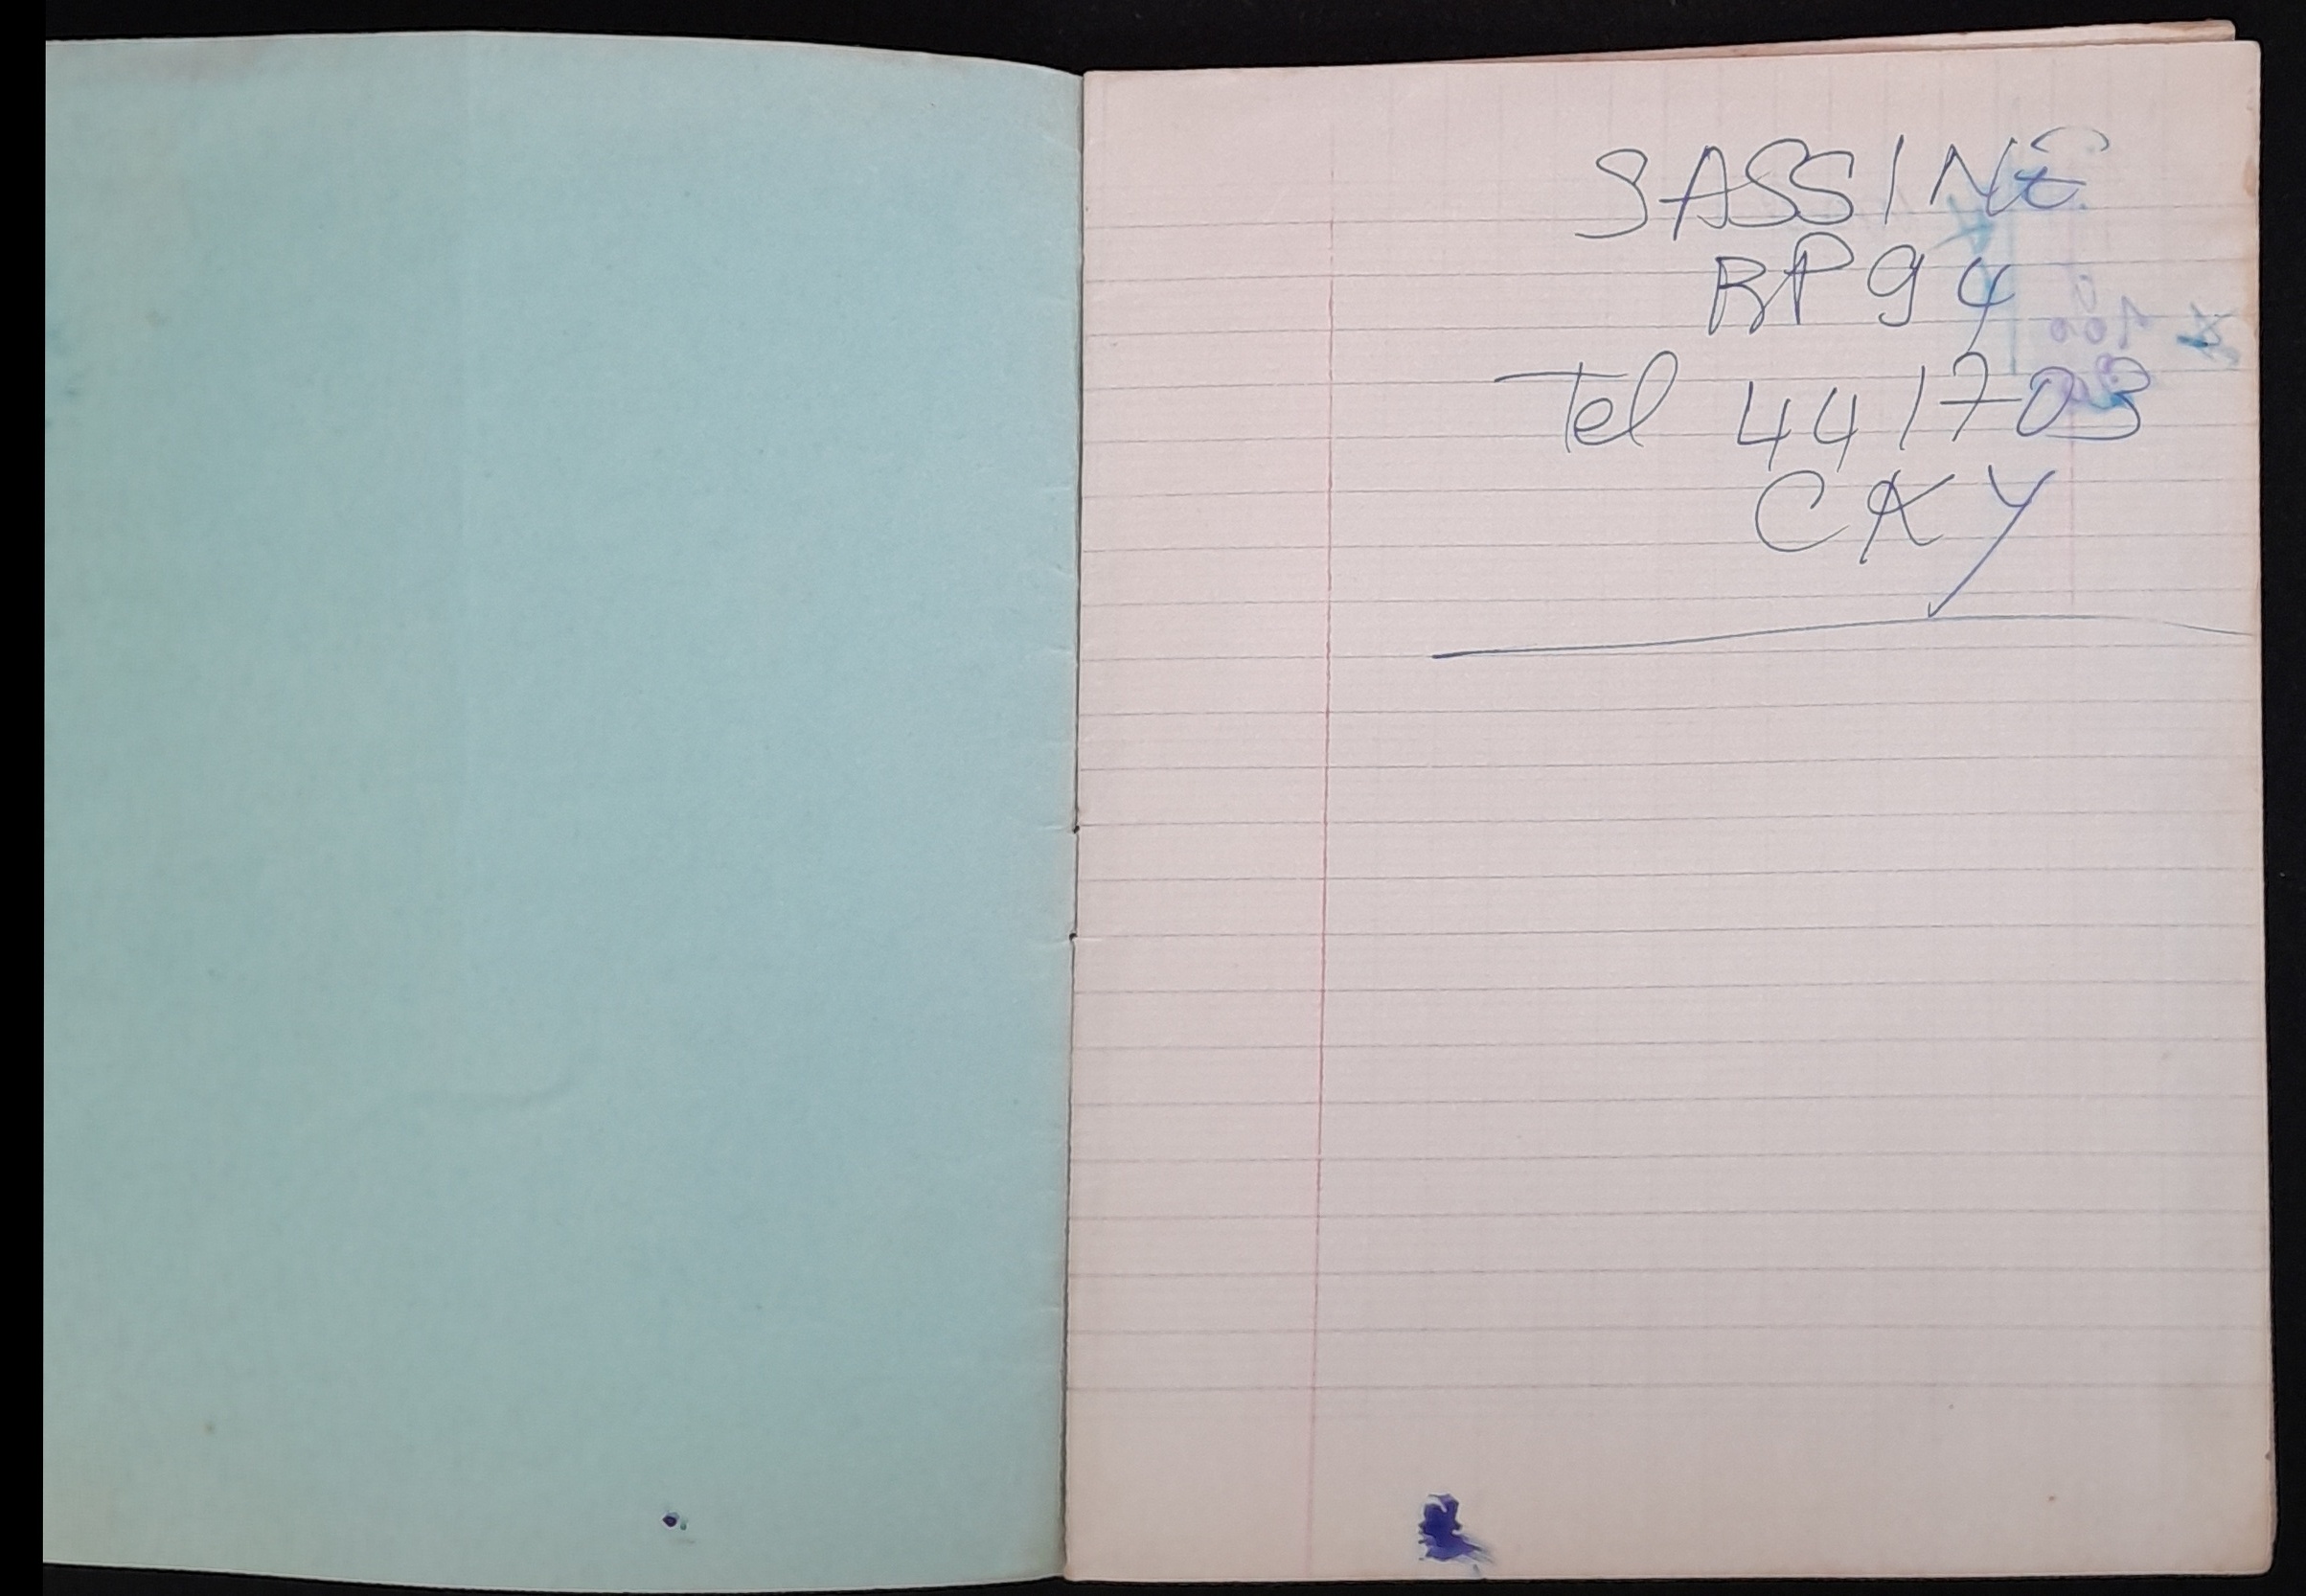 SASSINE
BP 94
Tel 441703
CKY